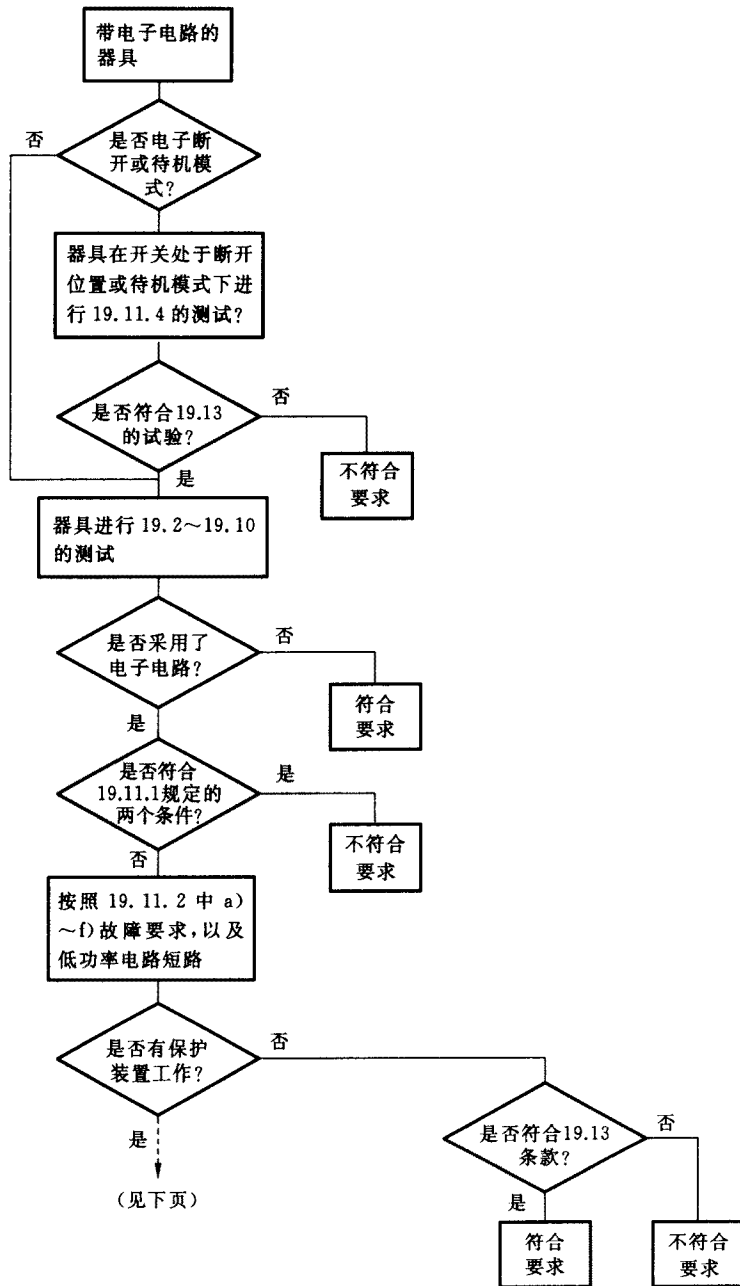 带电子电路的
器具
否
是否电子断
开或待机模
式?
器具在开关处于断开
位置或待机模式下进
行 19.11.4 的测试?
否
是否符合19.13
的试验?
是
不符合
要求
器具进行 19.2～19.10
的测试
是否采用了
电子电路?
否
是
符合
要求
是否符合
19.11.1规定的
两个条件?
是
否
不符合
要求
按照 19.11.2 中 a)
～f)故障要求,以及
低功率电路短路
是否有保护
装置工作?
否
是
(见下页)
是否符合19.13
条款?
否
是
符合
要求
不符合
要求